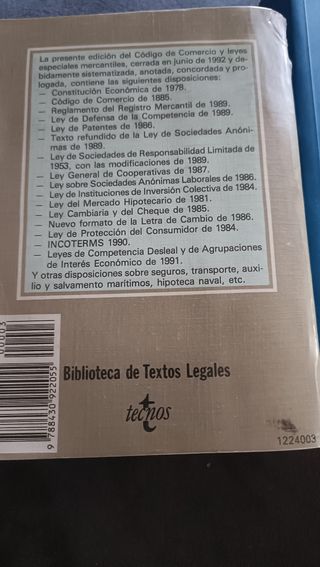 La presente edición del Código de Comercio y leyes
especiales mercantiles, cerrada en junio de 1992 y de-
bidamente sistematizada, anotada, concordada y pro-
logada, contiene las siguientes disposiciones:
— Constitución Económica de 1978.
— Código de Comercio de 1885.
— Reglamento del Registro Mercantil de 1989.
— Ley de Defensa de la Competencia de 1989.
— Ley de Patentes de 1986.
— Texto refundido de la Ley de Sociedades Anóni-
mas de 1989.
— Ley de Sociedades de Responsabilidad Limitada de
1953, con las modificaciones de 1989.
— Ley General de Cooperativas de 1987.
— Ley sobre Sociedades Anónimas Laborales de 1986.
— Ley de Instituciones de Inversión Colectiva de 1984.
— Ley del Mercado Hipotecario de 1981.
— Ley Cambiaria y del Cheque de 1985.
— Nuevo formato de la Letra de Cambio de 1986.
— Ley de Protección del Consumidor de 1984.
— INCOTERMS 1990.
— Leyes de Competencia Desleal y de Agrupaciones
de Interés Económico de 1991.
Y otras disposiciones sobre seguros, transporte, auxi-
lio y salvamento marítimos, hipoteca naval, etc.
00003
9 788430 922055
Biblioteca de Textos Legales
tecnos
1224003